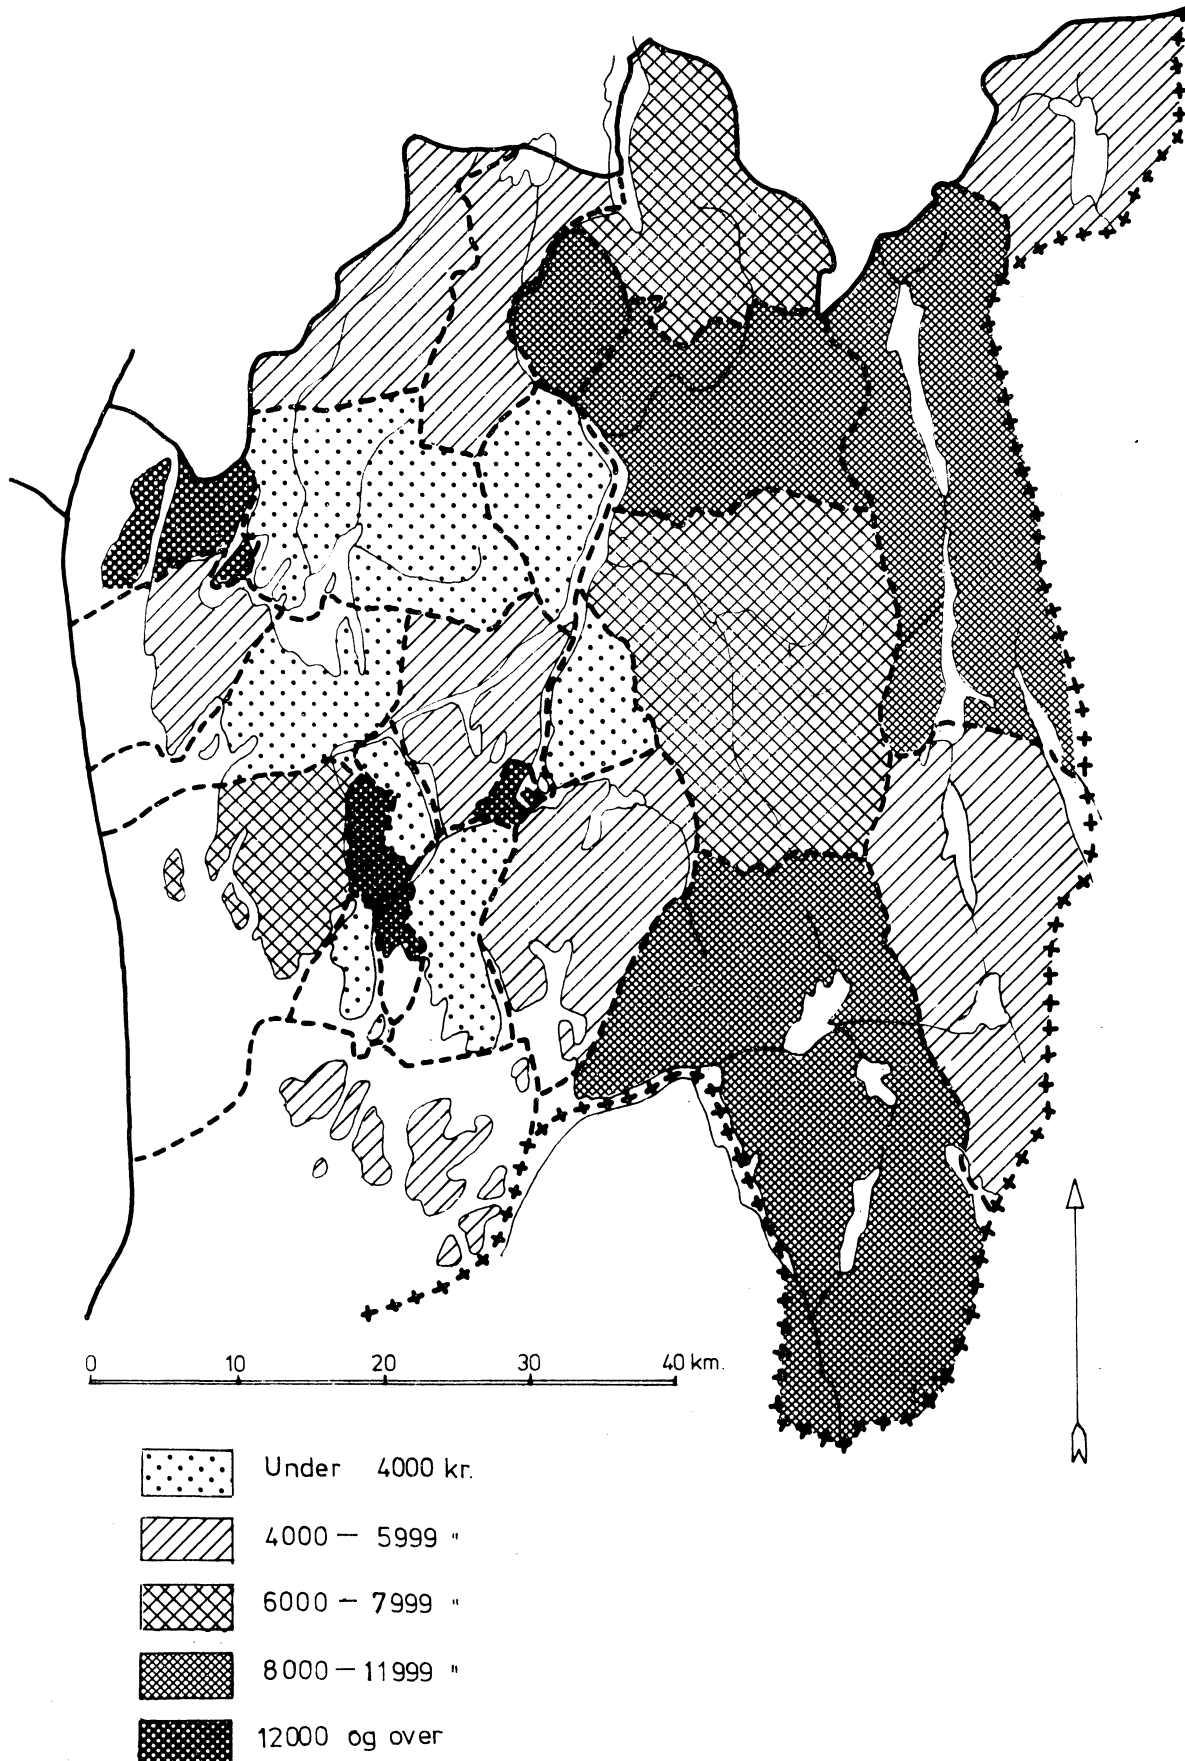 0 10 20 30 40 km.
Under 4000 kr.
4000 — 5999 "
6000 — 7999 "
8000 — 11999 "
12000 og over